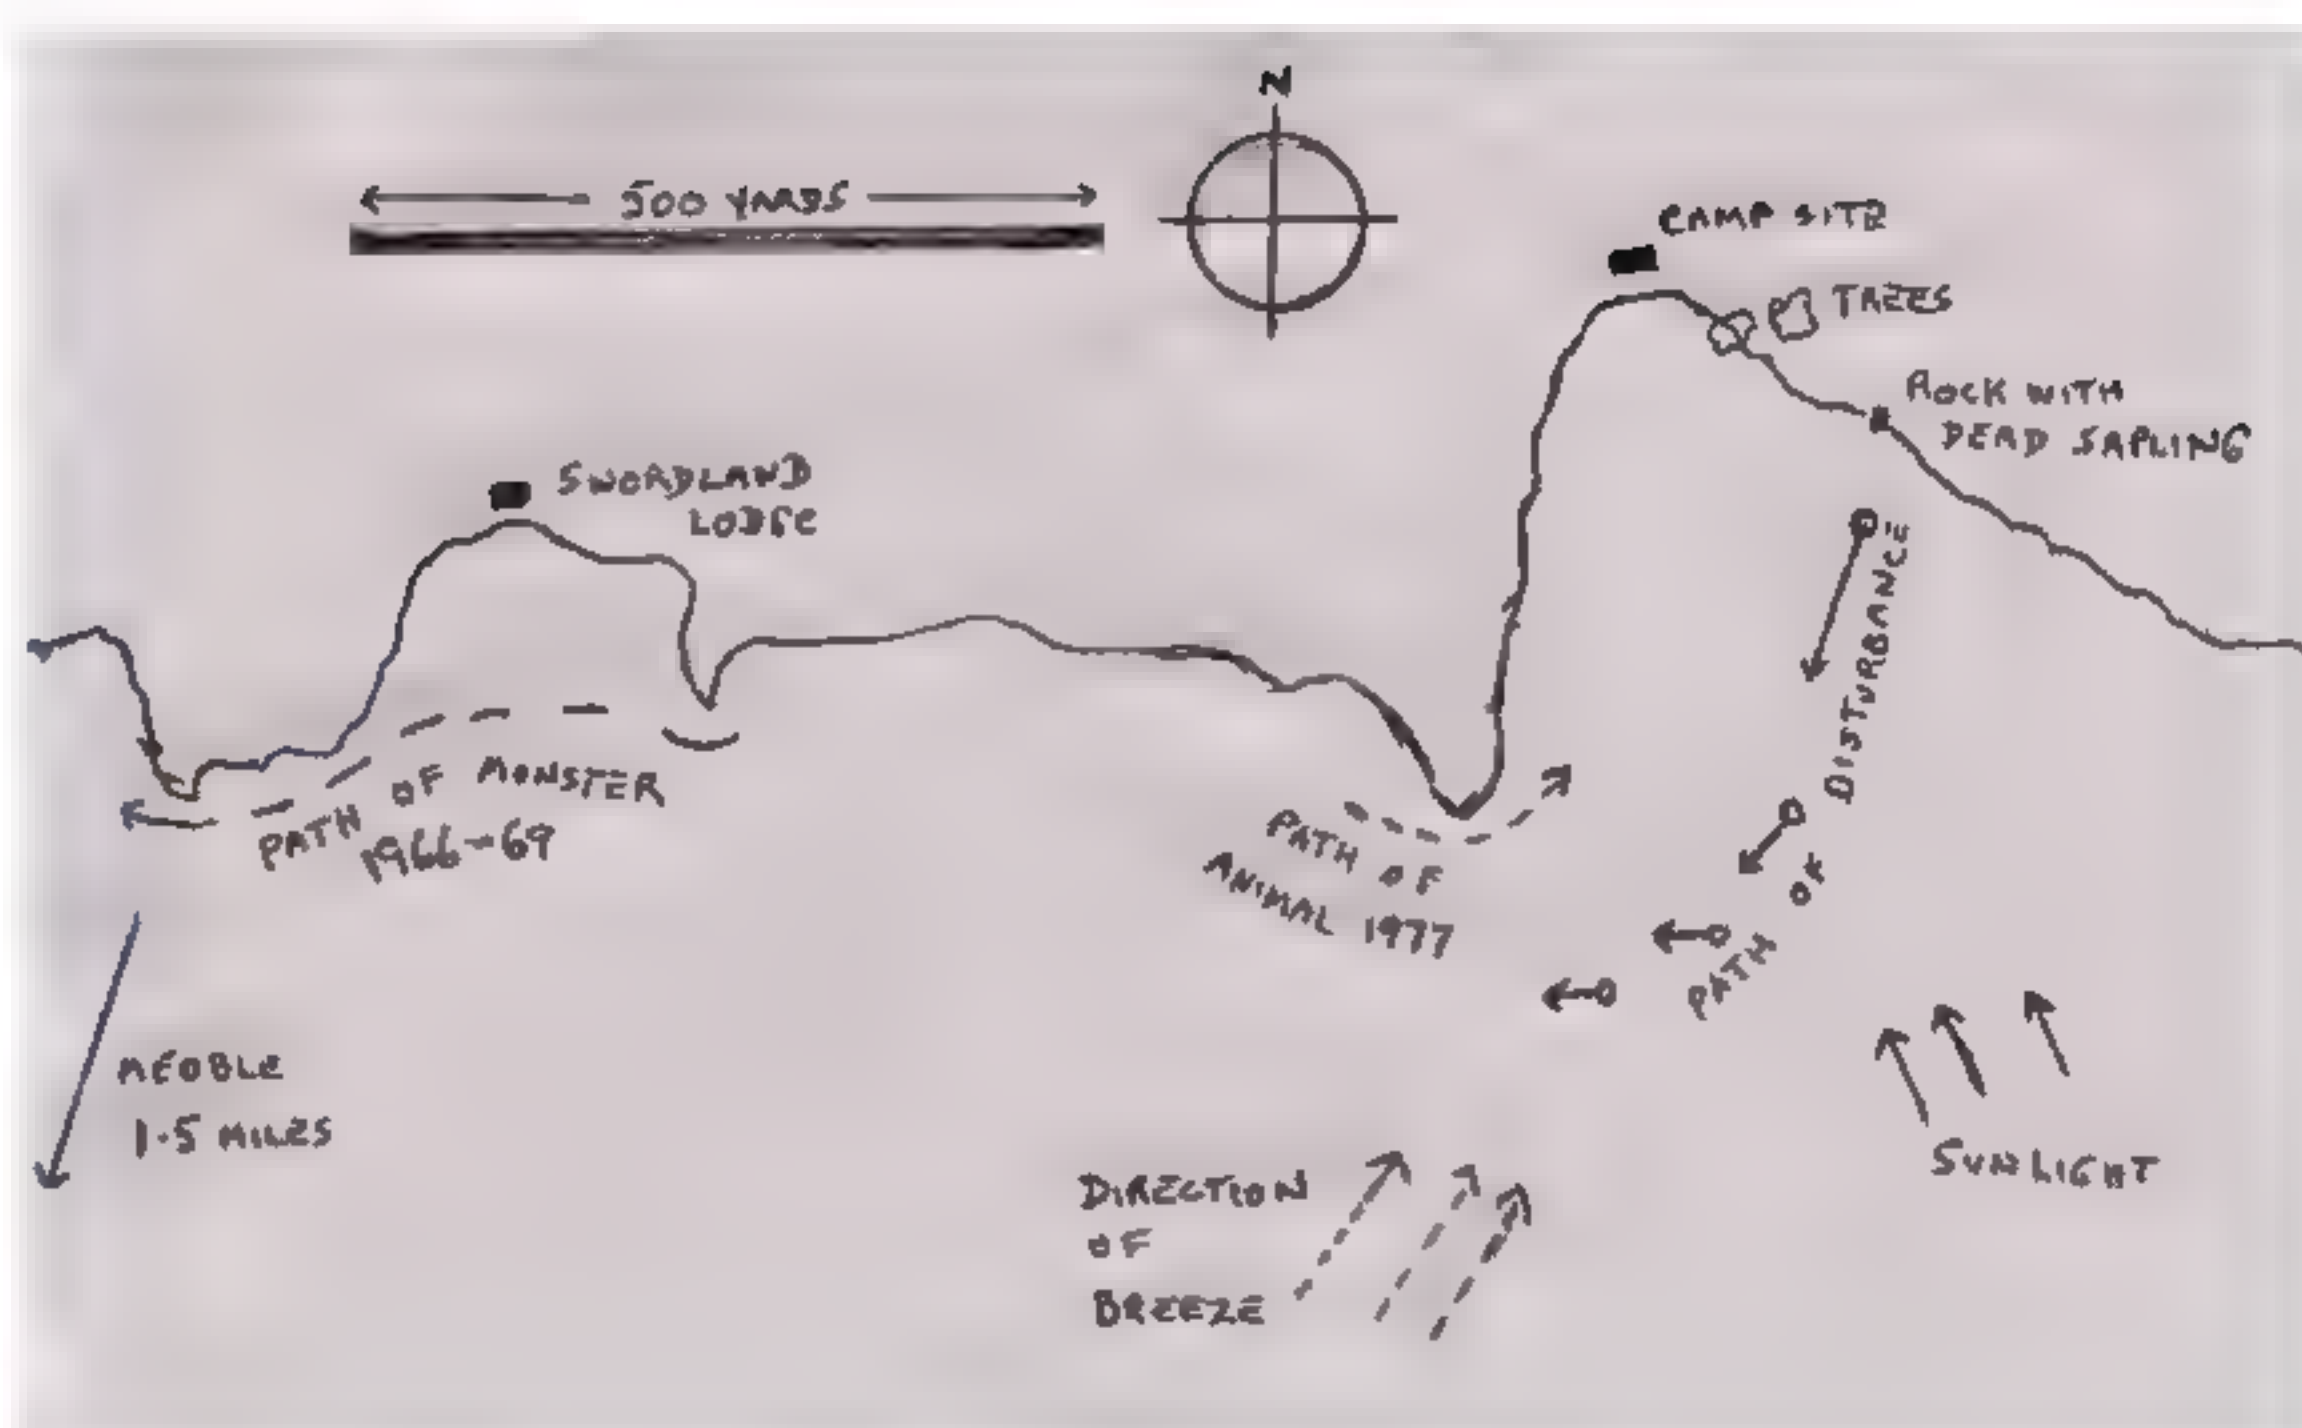 N
500 YARDS
CAMP SITE
TREES
ROCK WITH
DEAD SAPLING
SWORDLAND
LODGE
PATH OF MONSTER
1966-69
PATH OF
ANIMAL 1977
PATH OF DISTURBANCE
MEOBLE
1.5 MILES
DIRECTION
OF
BREEZE
SUNLIGHT